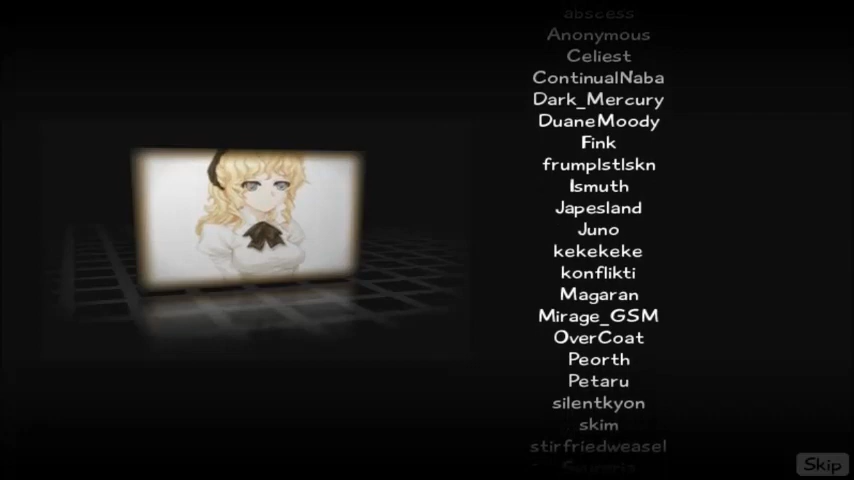 abscess
Anonymous
Celiest
ContinualNaba
Dark_Mercury
DuaneMoody
Fink
frumplstlskn
Ismuth
Japesland
Juno
kekekeke
konflikti
Magaran
Mirage_GSM
OverCoat
Peorth
Petaru
silentkyon
skim
stirfriedweasel
Skip